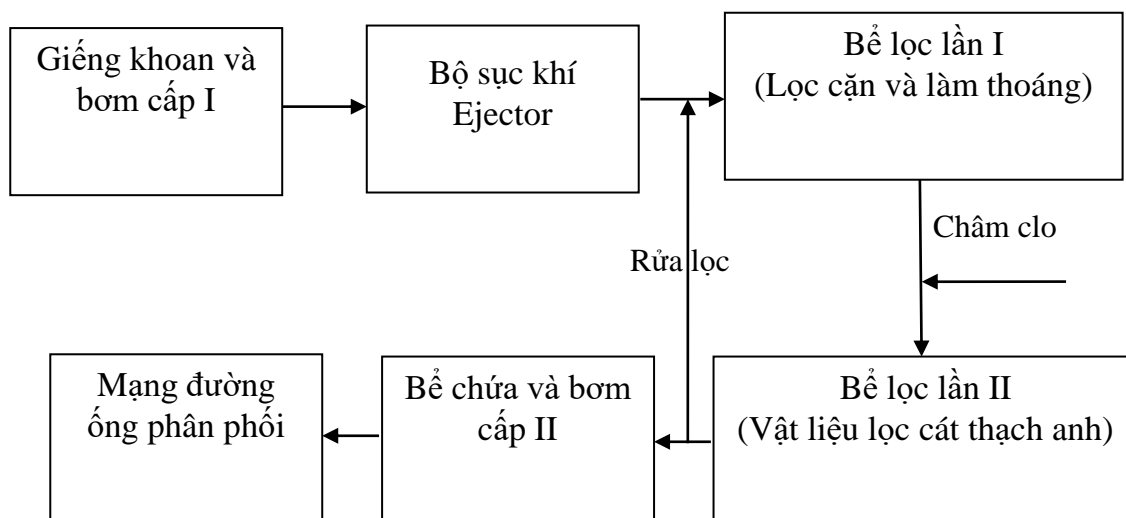 Giếng khoan và
bơm cấp I
Bộ sục khí
Ejector
Bể lọc lần I
(Lọc cặn và làm thoáng)
Châm clo
Rửa lọc
Mạng đường
ống phân phối
Bể chứa và bơm
cấp II
Bể lọc lần II
(Vật liệu lọc cát thạch anh)